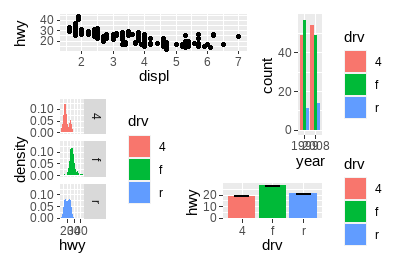 hwy
40
30
20
2 3 4 5 6 7
displ
count
40
0
year
drv
4
f
r
density
0.10
0.05
0.00
4
0.10
0.05
0.00
f
0.10
0.05
0.00
r
hwy
drv
4
f
r
hwy
20
10
0
4 f r
drv
drv
4
f
r